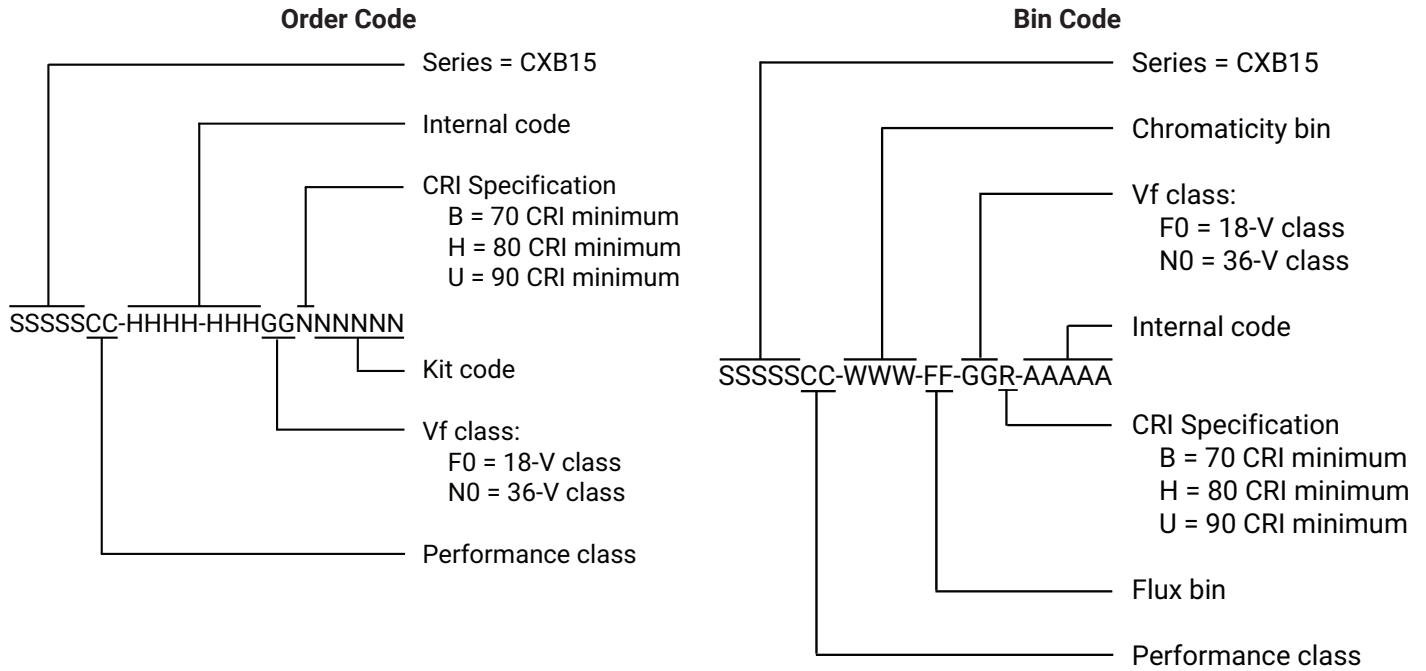 Order Code
Series = CXB15
Internal code
CRI Specification
B = 70 CRI minimum
H = 80 CRI minimum
U = 90 CRI minimum
SSSSSCC-HHHH-HHHGGNNNNNN
Kit code
Vf class:
F0 = 18-V class
N0 = 36-V class
Performance class
Bin Code
Series = CXB15
Chromaticity bin
Vf class:
F0 = 18-V class
N0 = 36-V class
Internal code
SSSSSCC-WWW-FF-GGR-AAAAA
CRI Specification
B = 70 CRI minimum
H = 80 CRI minimum
U = 90 CRI minimum
Flux bin
Performance class